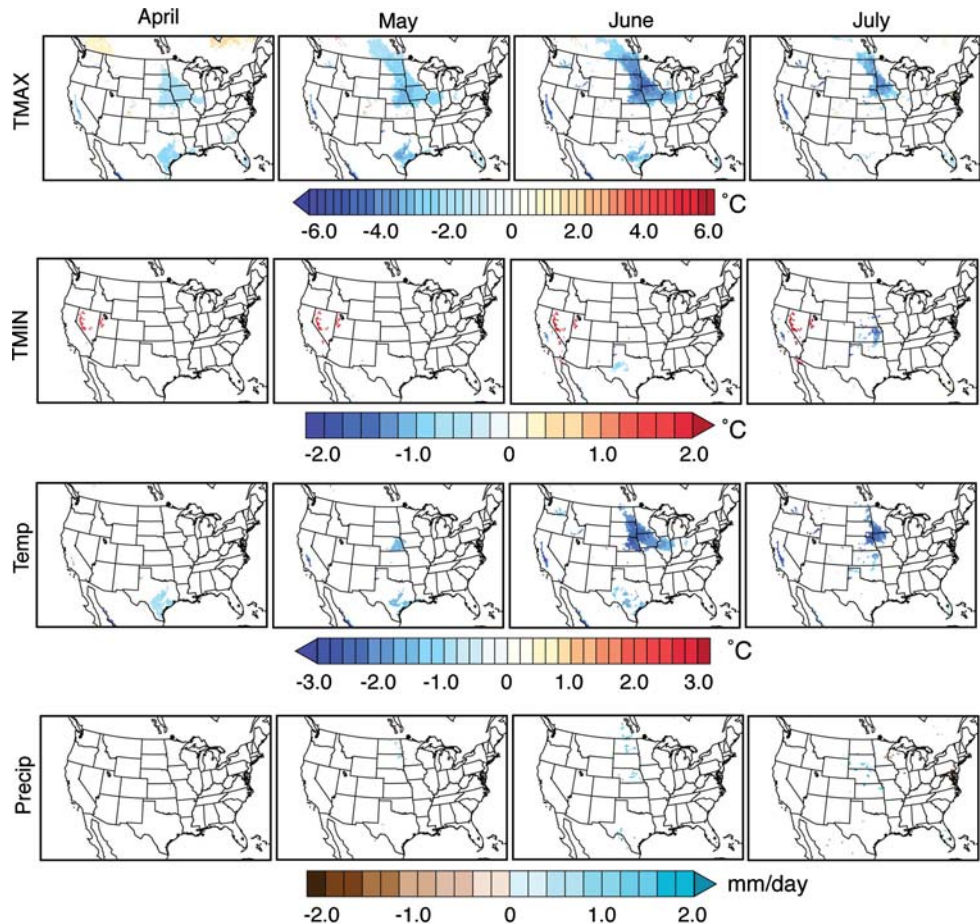 April May June July
TMAX
-6.0 -4.0 -2.0 0 2.0 4.0 6.0 °C
TMIN
-2.0 -1.0 0 1.0 2.0 °C
Temp
-3.0 -2.0 -1.0 0 1.0 2.0 3.0 °C
Precip
-2.0 -1.0 0 1.0 2.0 mm/day